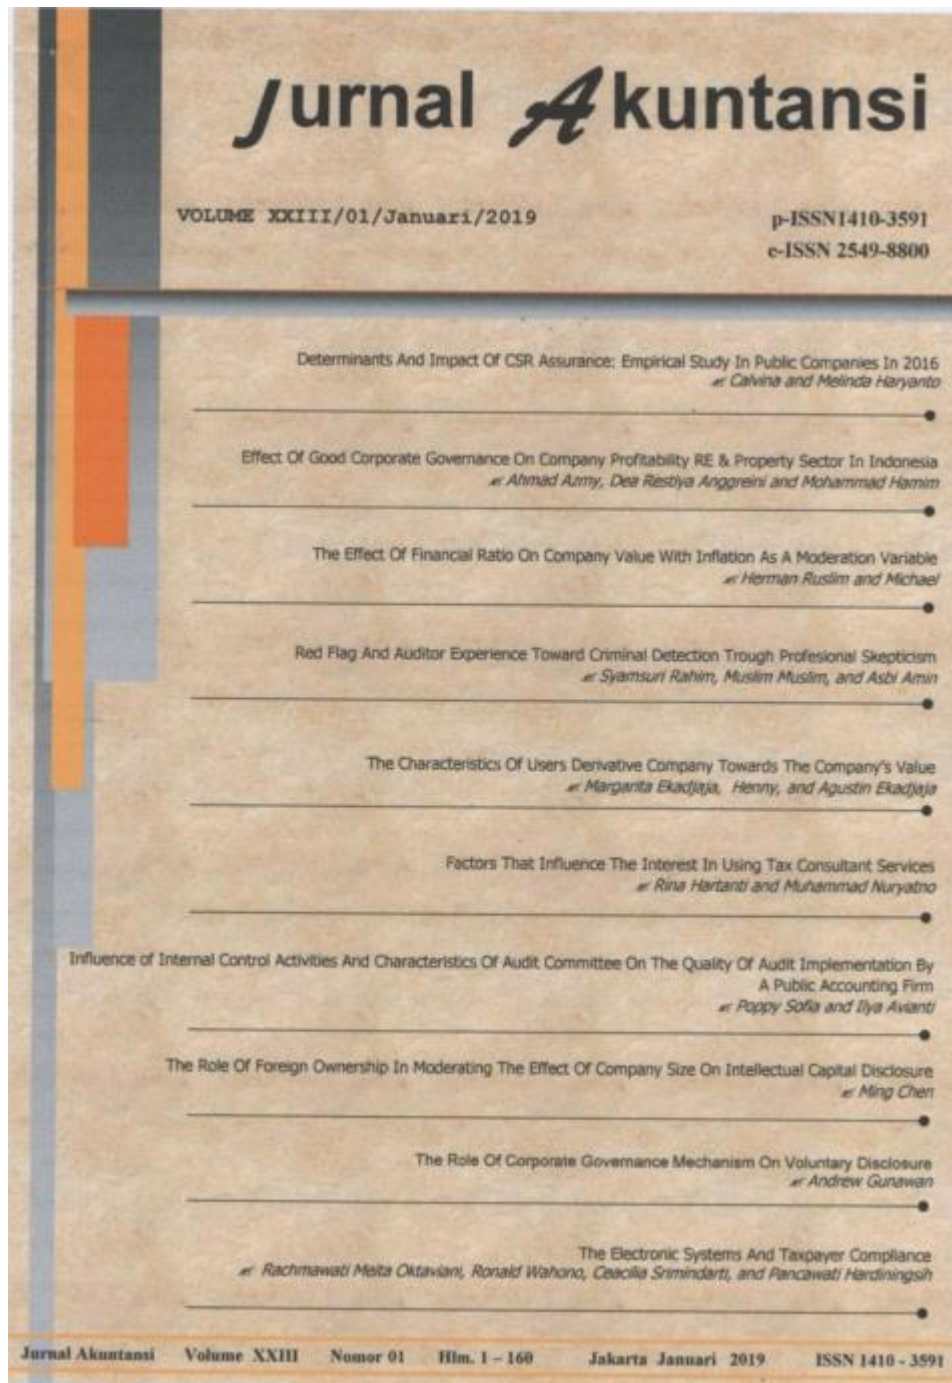 Jurnal Akuntansi
VOLUME XXIII/01/Januari/2019
p-ISSN1410-3591
e-ISSN 2549-8800
Determinants And Impact Of CSR Assurance: Empirical Study In Public Companies In 2016
Calvina and Melinda Haryanto
Effect Of Good Corporate Governance On Company Profitability RE & Property Sector In Indonesia
Ahmad Azmy, Dea Restiya Anggreini and Mohammad Hamim
The Effect Of Financial Ratio On Company Value With Inflation As A Moderation Variable
Herman Ruslim and Michael
Red Flag And Auditor Experience Toward Criminal Detection Trough Profesional Skepticism
Syamsuri Rahim, Muslim Muslim, and Asbi Amin
The Characteristics Of Users Derivative Company Towards The Company's Value
Margarita Ekadjaja, Henny, and Agustin Ekadjaja
Factors That Influence The Interest In Using Tax Consultant Services
Rina Hartanti and Muhammad Nuryatno
Influence of Internal Control Activities And Characteristics Of Audit Committee On The Quality Of Audit Implementation By
A Public Accounting Firm
Poppy Sofia and Ilya Avianti
The Role Of Foreign Ownership In Moderating The Effect Of Company Size On Intellectual Capital Disclosure
Ming Chen
The Role Of Corporate Governance Mechanism On Voluntary Disclosure
Andrew Gunawan
The Electronic Systems And Taxpayer Compliance
Rachmawati Meita Oktaviani, Ronald Wahono, Ceacilia Srimindarti, and Pancawati Hardiningsih
Jurnal Akuntansi Volume XXIII Nomor 01 Hlm. 1 – 160 Jakarta Januari 2019 ISSN 1410 - 3591